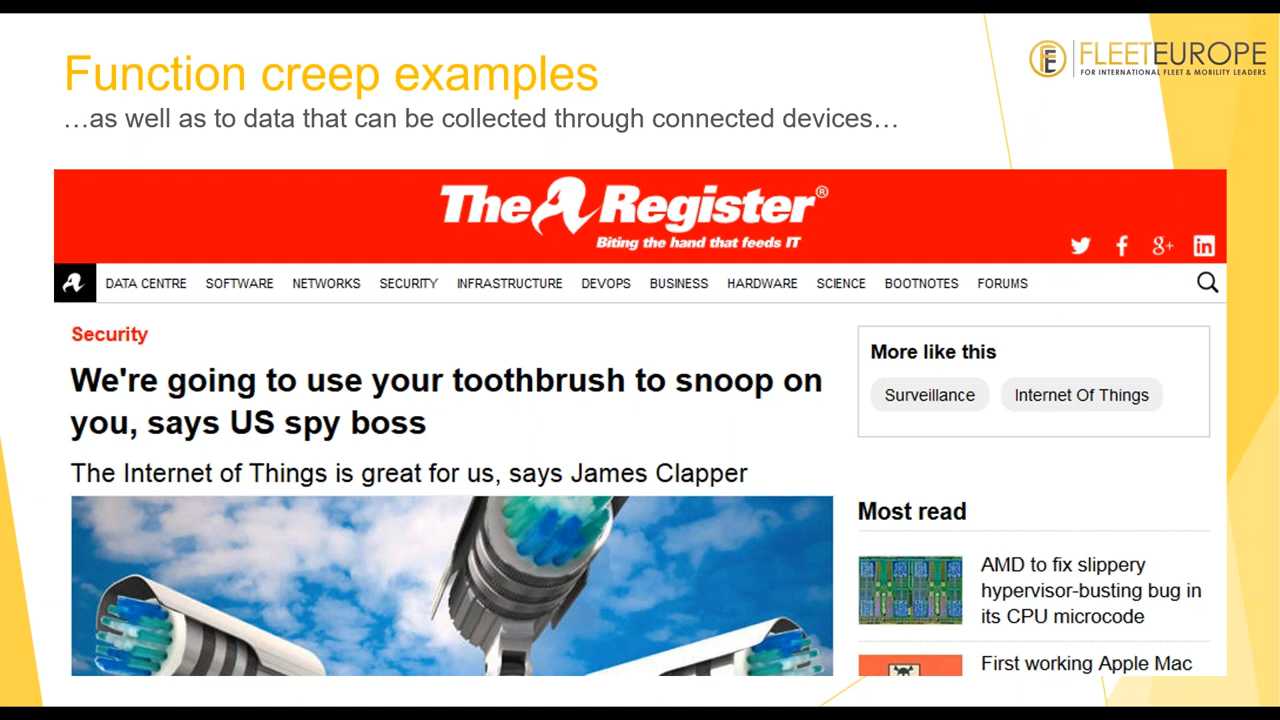 Function creep examples
…as well as to data that can be collected through connected devices…
FLEETEUROPE
FOR INTERNATIONAL FLEET & MOBILITY LEADERS
The Register®
Biting the hand that feeds IT
DATA CENTRE SOFTWARE NETWORKS SECURITY INFRASTRUCTURE DEVOPS BUSINESS HARDWARE SCIENCE BOOTNOTES FORUMS
Security
We're going to use your toothbrush to snoop on
you, says US spy boss
The Internet of Things is great for us, says James Clapper
More like this
Surveillance Internet Of Things
Most read
AMD to fix slippery
hypervisor-busting bug in
its CPU microcode
First working Apple Mac